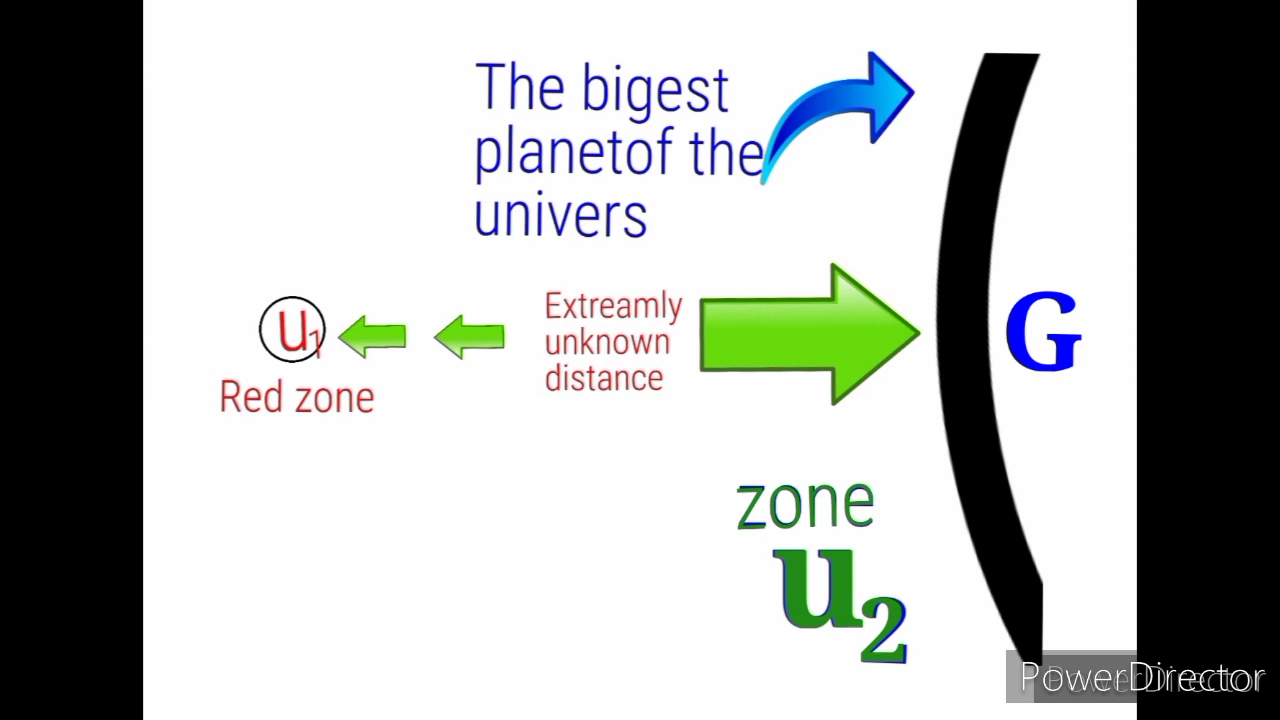 The bigest
planetof the
univers
u1
Red zone
Extreamly
unknown
distance
G
zone
u2
PowerDirector